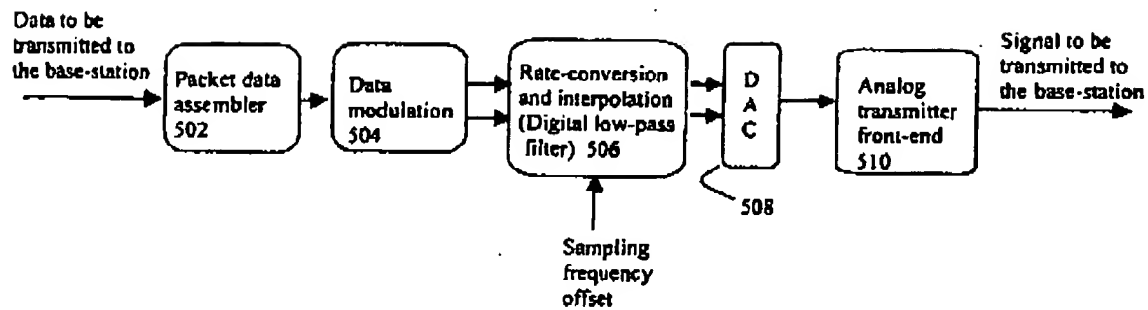 Data to be
transmitted to
the base-station
Packet data
assembler
502
Data
modulation
504
Rate-conversion
and interpolation
(Digital low-pass
filter) 506
D
A
C
508
Analog
transmitter
front-end
510
Signal to be
transmitted to
the base-station
Sampling
frequency
offset